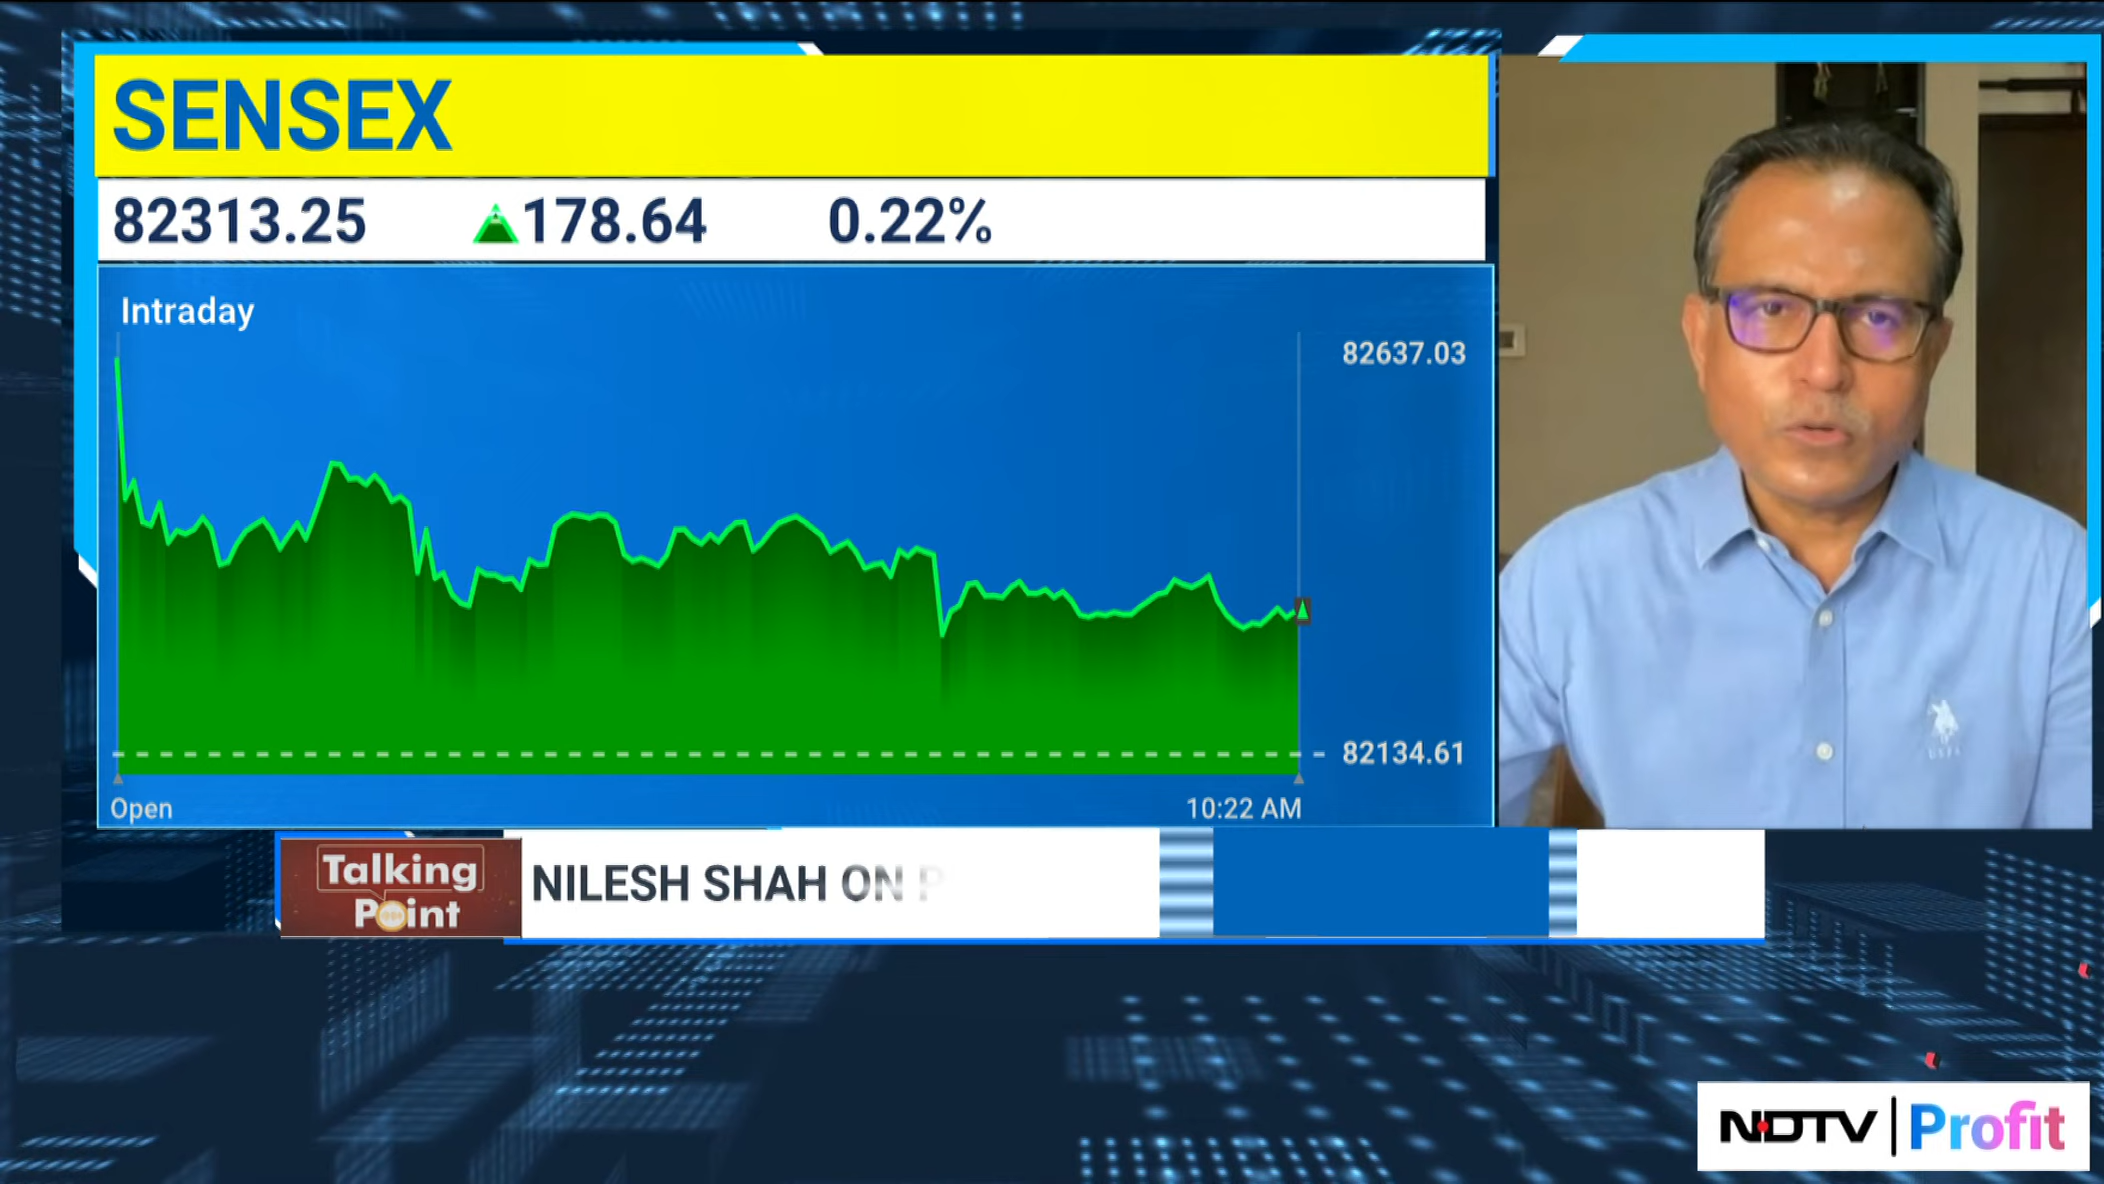 SENSEX
82313.25 178.64 0.22%
Intraday
82637.03
82134.61
Open 10:22 AM
Talking
Point
NILESH SHAH ON P
NDTV Profit